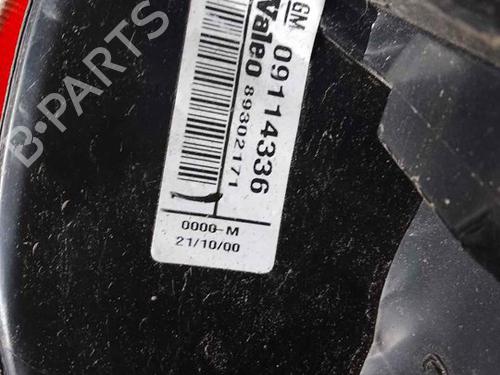 GM 09114336
Valeo 89302171
0000-M
21/10/00
B-PARTS